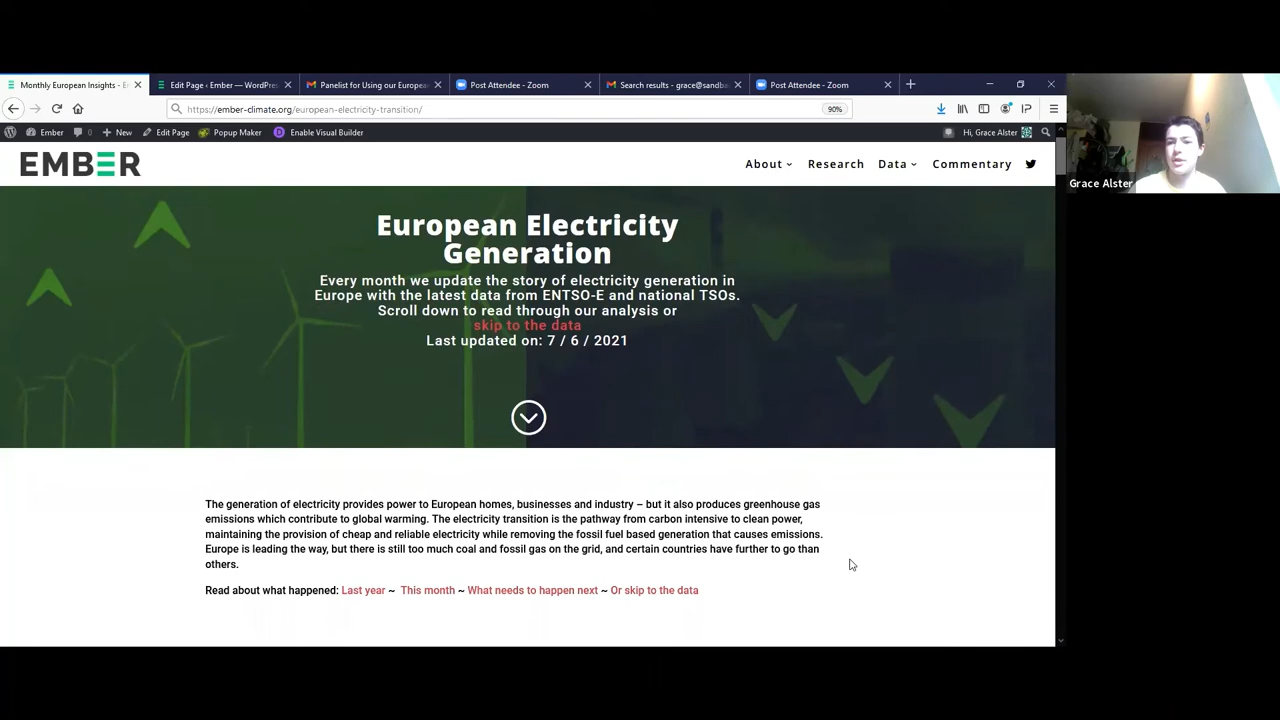 Monthly European Insights - E
Edit Page ‹ Ember — WordPres
Panelist for Using our European
Post Attendee - Zoom
Search results - grace@sandba
Post Attendee - Zoom
https://ember-climate.org/european-electricity-transition/
90%
Ember
0
New
Edit Page
Popup Maker
Enable Visual Builder
Hi, Grace Alster
EMBER
About
Research
Data
Commentary
Grace Alster
European Electricity
Generation
Every month we update the story of electricity generation in
Europe with the latest data from ENTSO-E and national TSOs.
Scroll down to read through our analysis or
skip to the data
Last updated on: 7 / 6 / 2021
The generation of electricity provides power to European homes, businesses and industry – but it also produces greenhouse gas
emissions which contribute to global warming. The electricity transition is the pathway from carbon intensive to clean power,
maintaining the provision of cheap and reliable electricity while removing the fossil fuel based generation that causes emissions.
Europe is leading the way, but there is still too much coal and fossil gas on the grid, and certain countries have further to go than
others.
Read about what happened: Last year ~ This month ~ What needs to happen next ~ Or skip to the data